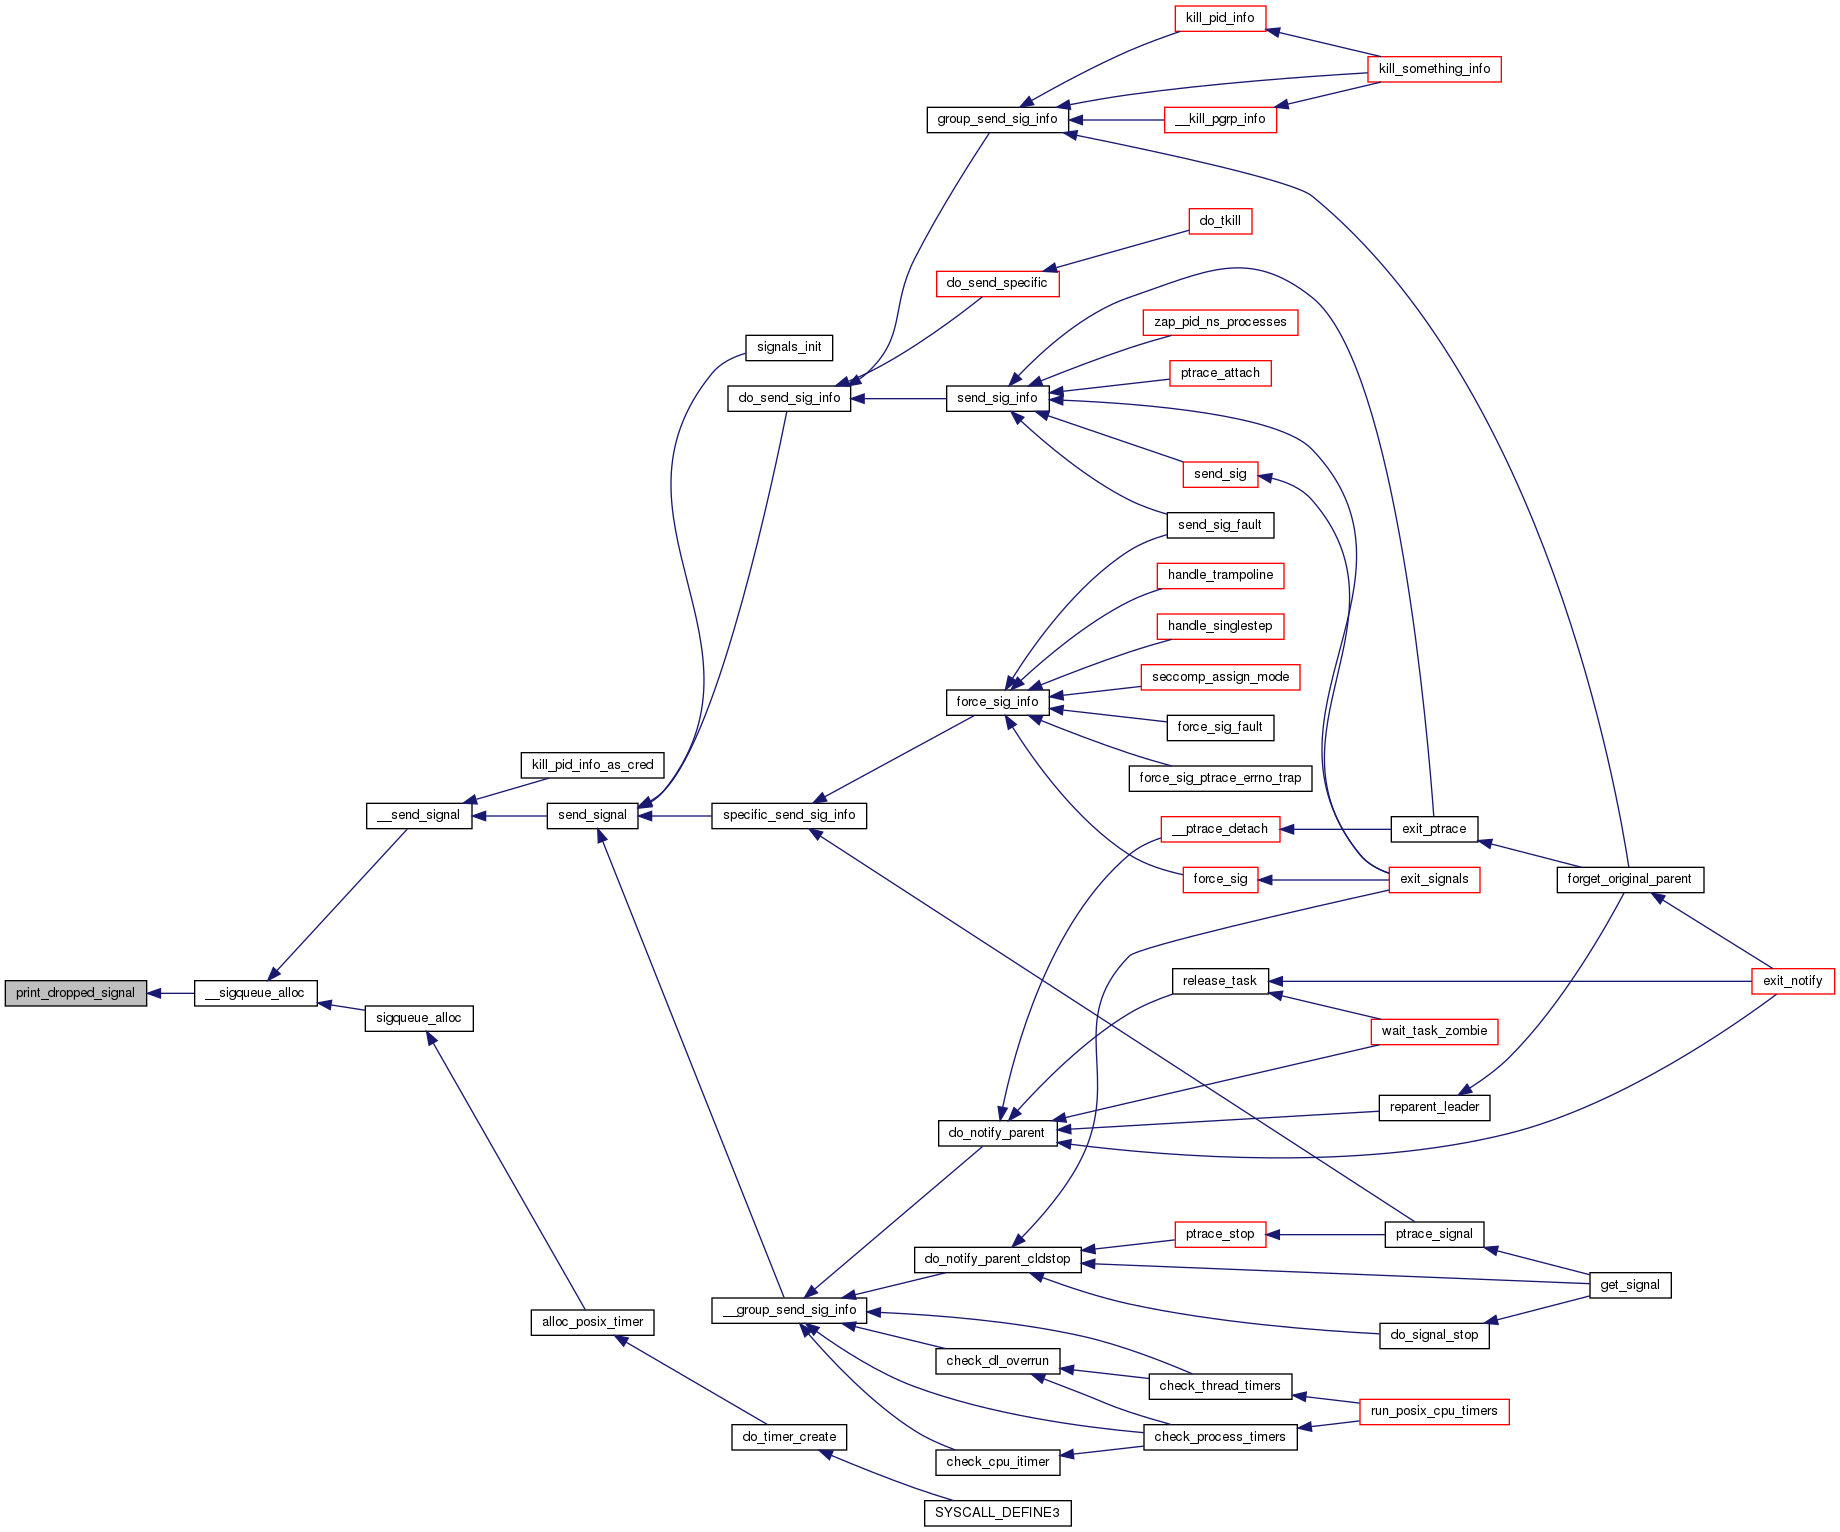 kill_pid_info
kill_something_info
group_send_sig_info
__kill_pgrp_info
do_tkill
do_send_specific
zap_pid_ns_processes
signals_init
ptrace_attach
do_send_sig_info
send_sig_info
send_sig
send_sig_fault
handle_trampoline
handle_singlestep
seccomp_assign_mode
force_sig_info
force_sig_fault
kill_pid_info_as_cred
force_sig_ptrace_errno_trap
__send_signal
send_signal
specific_send_sig_info
__ptrace_detach
exit_ptrace
force_sig
exit_signals
forget_original_parent
release_task
exit_notify
print_dropped_signal
__sigqueue_alloc
sigqueue_alloc
wait_task_zombie
reparent_leader
do_notify_parent
ptrace_stop
ptrace_signal
do_notify_parent_cldstop
get_signal
__group_send_sig_info
alloc_posix_timer
do_signal_stop
check_dl_overrun
check_thread_timers
run_posix_cpu_timers
do_timer_create
check_process_timers
check_cpu_itimer
SYSCALL_DEFINE3